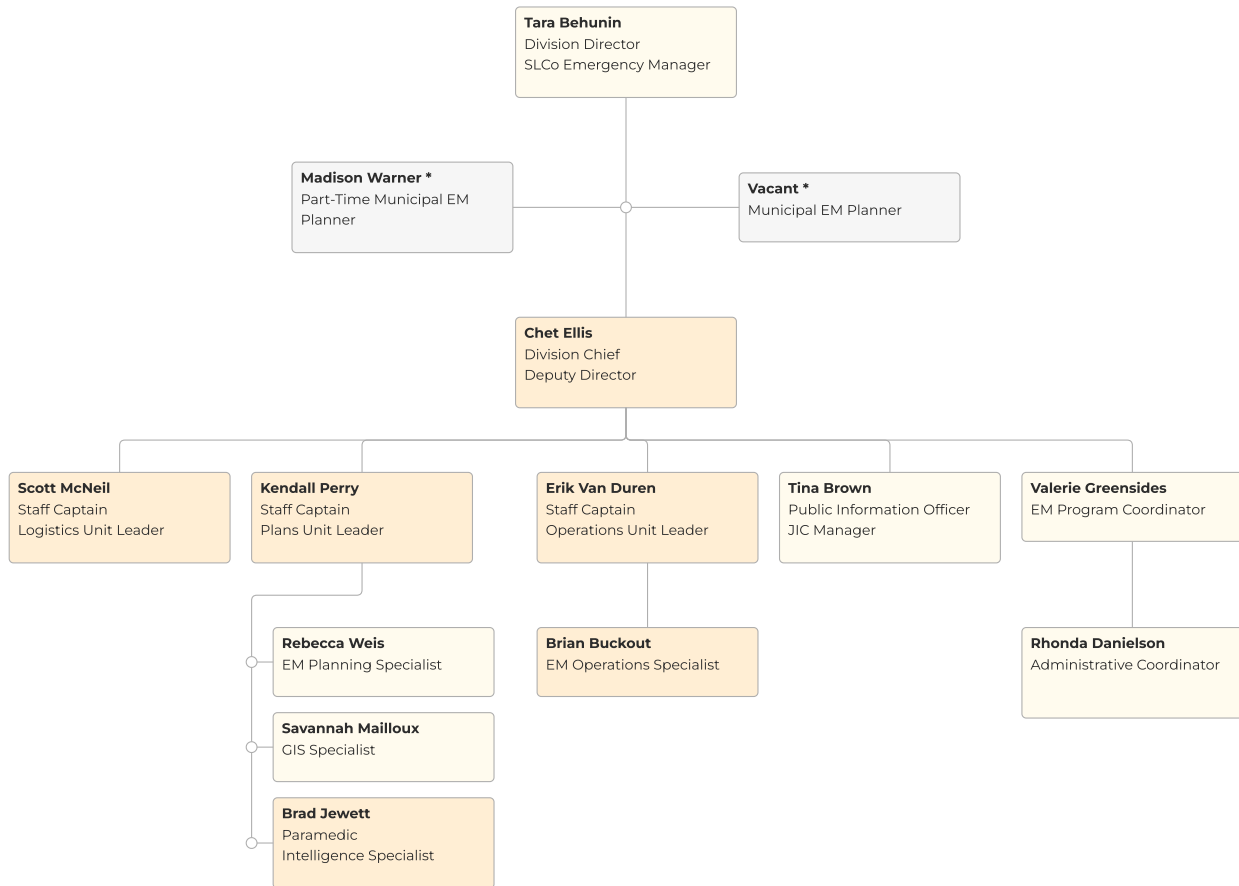 Tara Behunin
Division Director
SLCo Emergency Manager
Madison Warner *
Part-Time Municipal EM
Planner
Vacant *
Municipal EM Planner
Chet Ellis
Division Chief
Deputy Director
Scott McNeil
Staff Captain
Logistics Unit Leader
Kendall Perry
Staff Captain
Plans Unit Leader
Erik Van Duren
Staff Captain
Operations Unit Leader
Tina Brown
Public Information Officer
JIC Manager
Valerie Greensides
EM Program Coordinator
Rebecca Weis
EM Planning Specialist
Savannah Mailloux
GIS Specialist
Brad Jewett
Paramedic
Intelligence Specialist
Brian Buckout
EM Operations Specialist
Rhonda Danielson
Administrative Coordinator